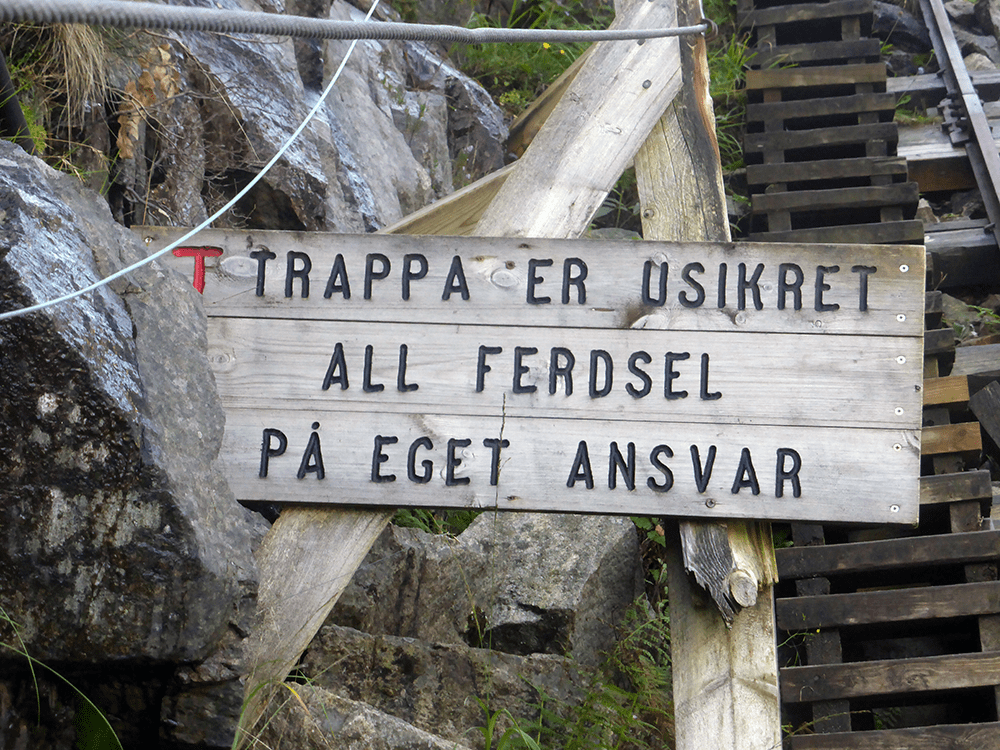 T TRAPPA ER USIKRET
ALL FERDSEL
PÅ EGET ANSVAR